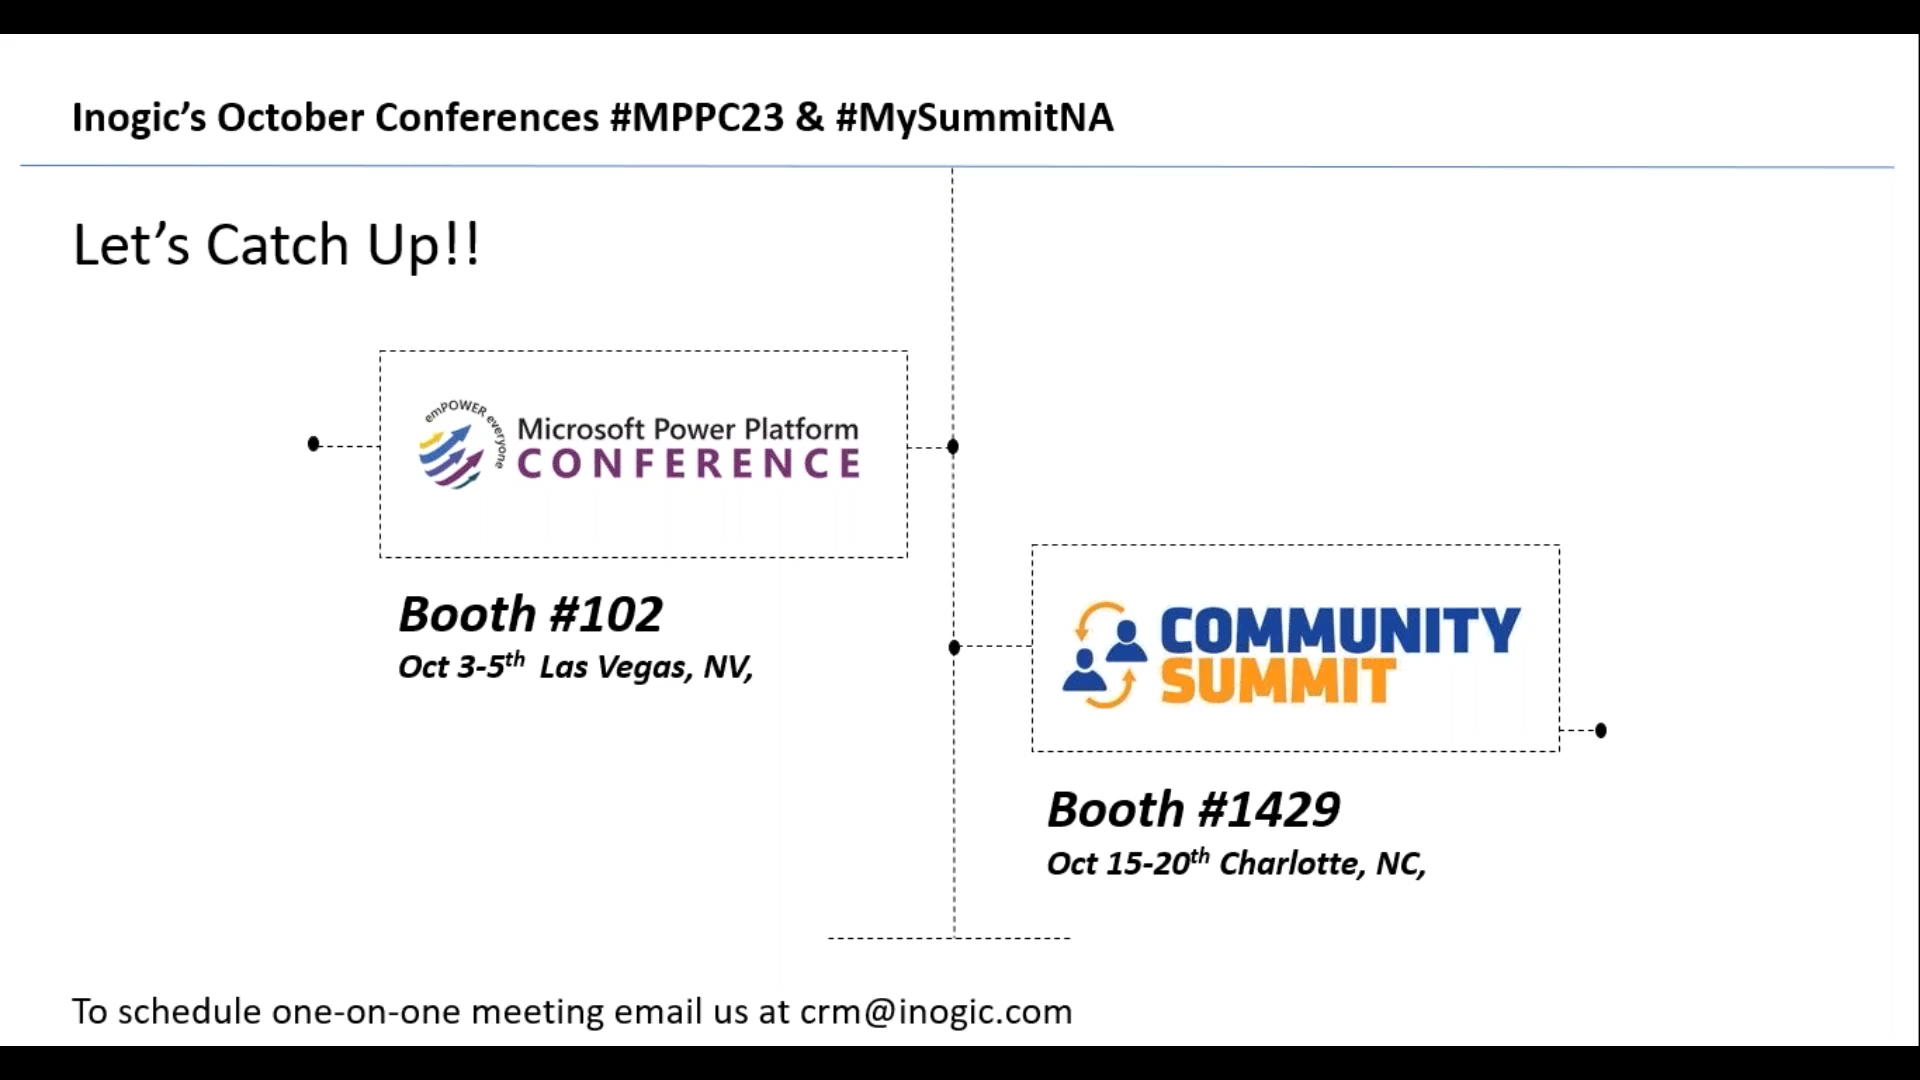 Inogic’s October Conferences #MPPC23 & #MySummitNA
Let’s Catch Up!!
emPOWER everyone
Microsoft Power Platform
CONFERENCE
Booth #102
Oct 3-5th Las Vegas, NV,
COMMUNITY
SUMMIT
Booth #1429
Oct 15-20th Charlotte, NC,
To schedule one-on-one meeting email us at crm@inogic.com